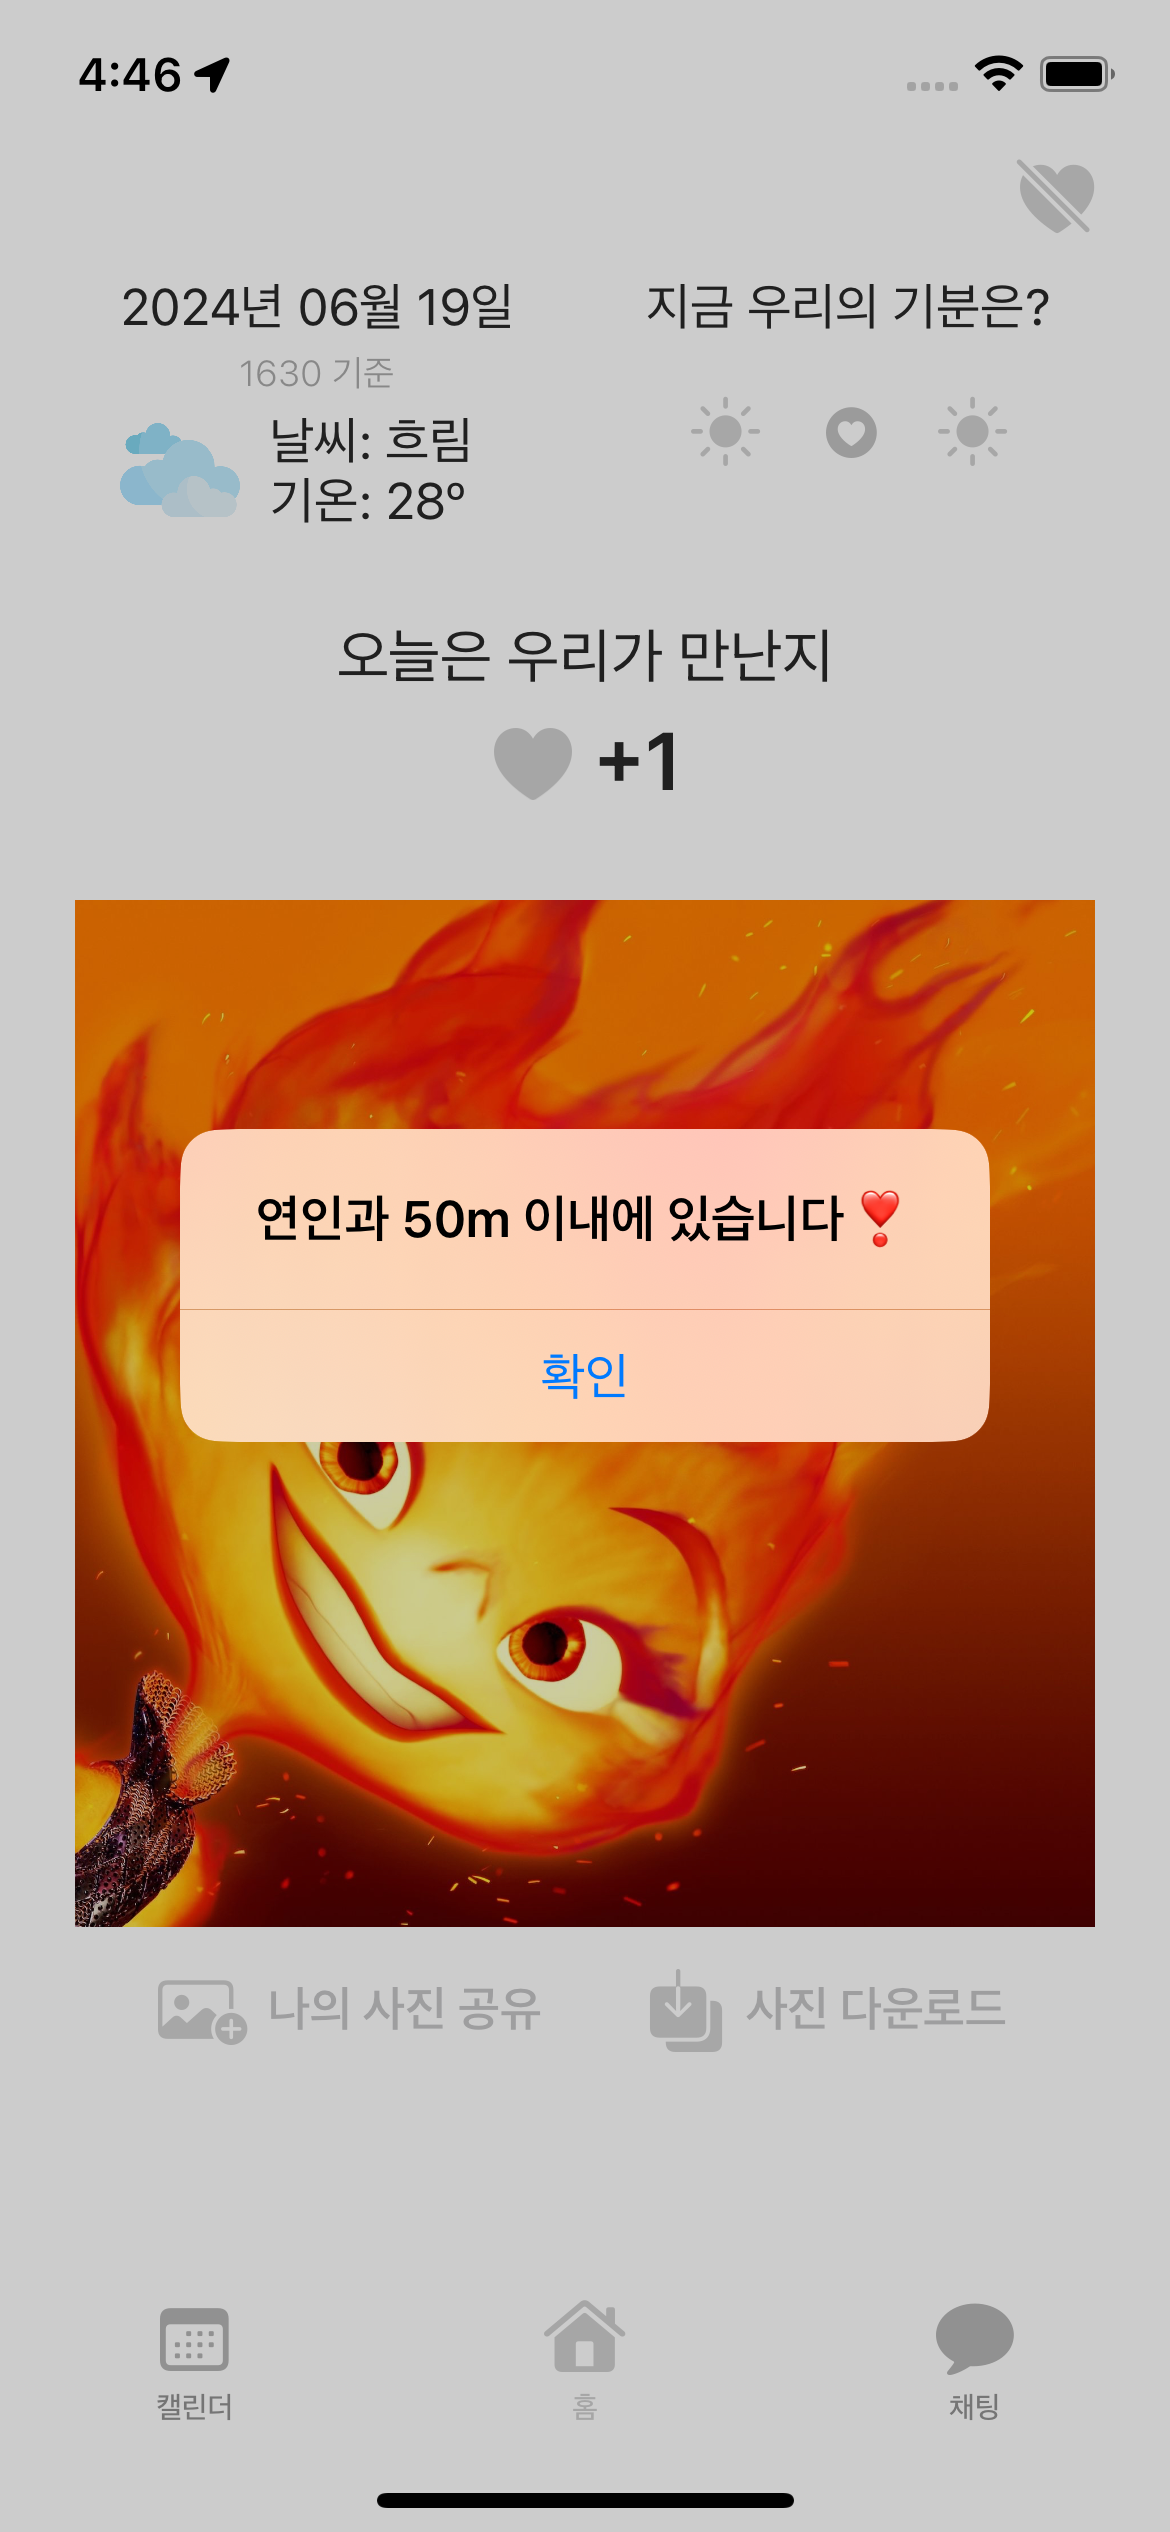 4:46
2024년 06월 19일
지금 우리의 기분은?
1630 기준
날씨: 흐림
기온: 28º
오늘은 우리가 만난지
+1
연인과 50m 이내에 있습니다 ❣️
확인
나의 사진 공유
사진 다운로드
캘린더
홈
채팅